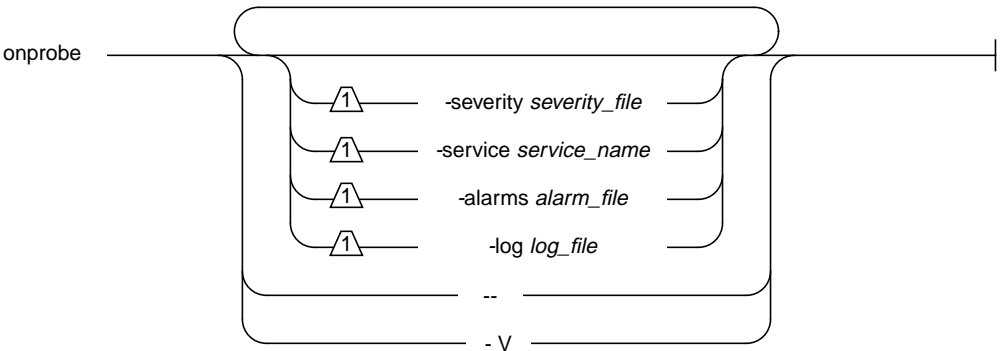 onprobe
1 -severity severity_file
1 -service service_name
1 -alarms alarm_file
1 -log log_file
--
- V